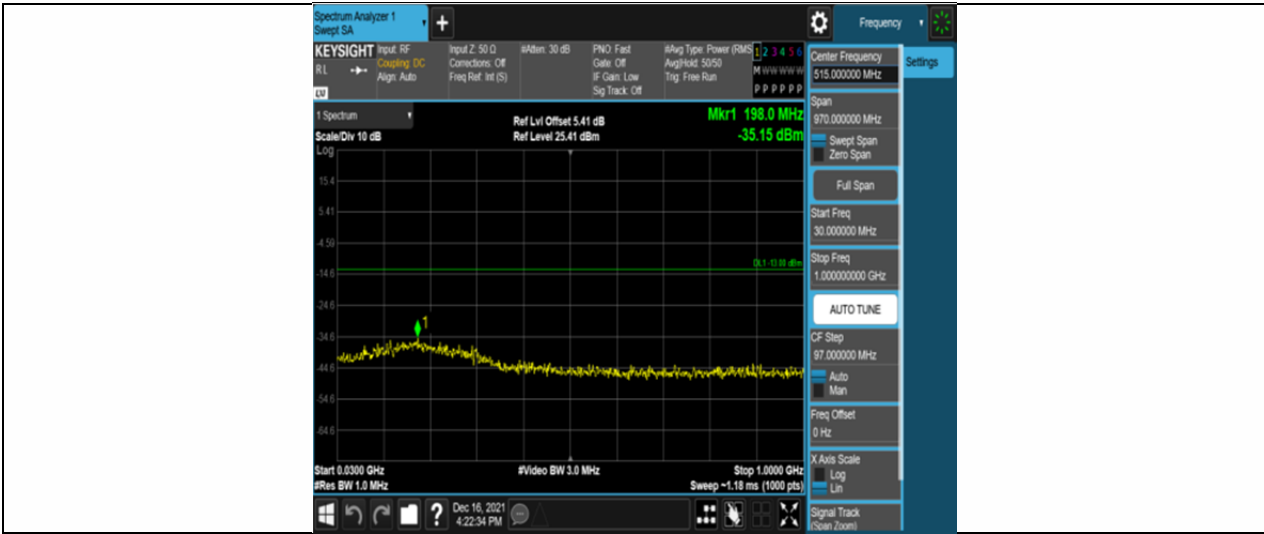 Spectrum Analyzer 1
Swept SA
+
Frequency
KEYSIGHT
RL
LV
Input: RF
Coupling: DC
Align: Auto
Input Z: 50 Ω
Corrections: Off
Freq Ref: Int (S)
#Atten: 30 dB
PNO: Fast
Gate: Off
IF Gain: Low
Sig Track: Off
#Avg Type: Power (RMS
Avg|Hold: 50/50
Trig: Free Run
1 2 3 4 5 6
M W W W W W
P P P P P P
1 Spectrum
Scale/Div 10 dB
Log
Ref Lvl Offset 5.41 dB
Ref Level 25.41 dBm
Mkr1 198.0 MHz
-35.15 dBm
15.4
5.41
-4.59
DL1 -13.00 dBm
-14.6
-24.6
1
-34.6
-44.6
-54.6
-64.6
Start 0.0300 GHz
#Res BW 1.0 MHz
#Video BW 3.0 MHz
Stop 1.0000 GHz
Sweep ~1.18 ms (1000 pts)
?
Dec 16, 2021
4:22:34 PM
Center Frequency
515.000000 MHz
Settings
Span
970.000000 MHz
Swept Span
Zero Span
Full Span
Start Freq
30.000000 MHz
Stop Freq
1.000000000 GHz
AUTO TUNE
CF Step
97.000000 MHz
Auto
Man
Freq Offset
0 Hz
X Axis Scale
Log
Lin
Signal Track
(Span Zoom)